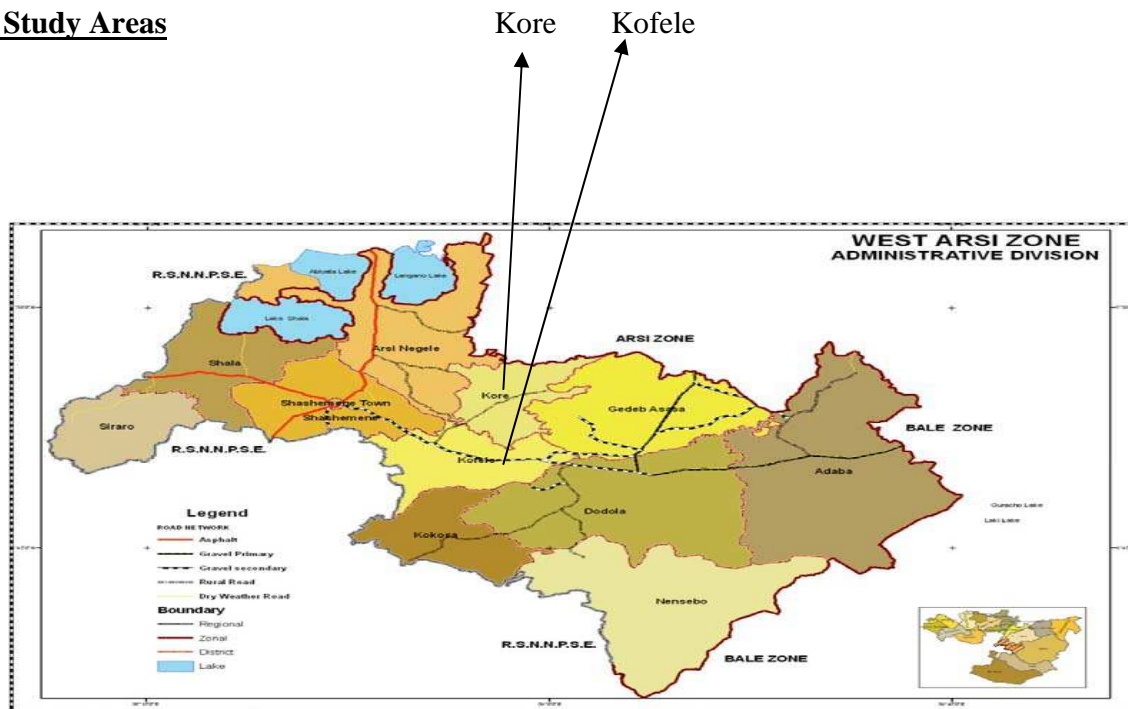 Study Areas
Kore Kofele
WEST ARSI ZONE
ADMINISTRATIVE DIVISION
R.S.N.N.P.S.E.
Langano Lake
Lake Shala
ARSI ZONE
Arsi Negele
Shala
Kore
Shashemene Town
Shashemene
Gedeb Asasa
Siraro
BALE ZONE
R.S.N.N.P.S.E.
Kofele
Adaba
Dodola
Kokosa
Laki Lake
Nensebo
R.S.N.N.P.S.E.
BALE ZONE
Legend
ROAD NETWORK
Asphalt
Gravel Primary
Gravel secondary
Rural Road
Dry Weather Road
Boundary
Regional
Zonal
District
Lake